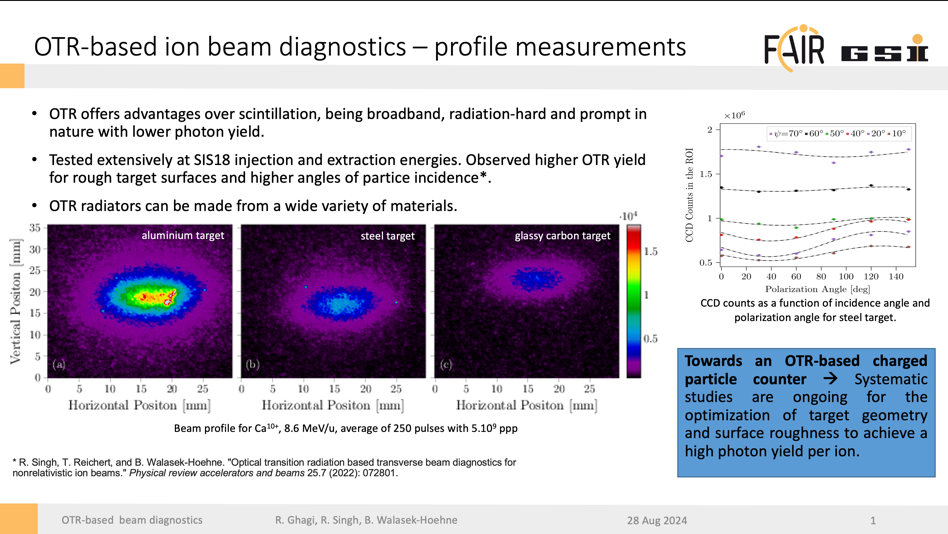 OTR-based ion beam diagnostics – profile measurements
FAIR GSI
• OTR offers advantages over scintillation, being broadband, radiation-hard and prompt in
nature with lower photon yield.
• Tested extensively at SIS18 injection and extraction energies. Observed higher OTR yield
for rough target surfaces and higher angles of partice incidence*.
• OTR radiators can be made from a wide variety of materials.
·10⁴
35
30
25
20
15
10
5
0
Vertical Positon [mm]
aluminium target
(a)
steel target
(b)
glassy carbon target
(c)
1.5
1
0.5
0 5 10 15 20 25
0 5 10 15 20 25
0 5 10 15 20 25
Horizontal Positon [mm]
Horizontal Positon [mm]
Horizontal Positon [mm]
Beam profile for Ca¹⁰⁺, 8.6 MeV/u, average of 250 pulses with 5.10⁹ ppp
* R. Singh, T. Reichert, and B. Walasek-Hoehne. "Optical transition radiation based transverse beam diagnostics for
nonrelativistic ion beams." Physical review accelerators and beams 25.7 (2022): 072801.
×10⁶
ψ=70° 60° 50° 40° 20° 10°
2
1.5
1
0.5
CCD Counts in the ROI
0 20 40 60 80 100 120 140
Polarization Angle [deg]
CCD counts as a function of incidence angle and
polarization angle for steel target.
Towards an OTR-based charged
particle counter → Systematic
studies are ongoing for the
optimization of target geometry
and surface roughness to achieve a
high photon yield per ion.
OTR-based beam diagnostics
R. Ghagi, R. Singh, B. Walasek-Hoehne
28 Aug 2024
1